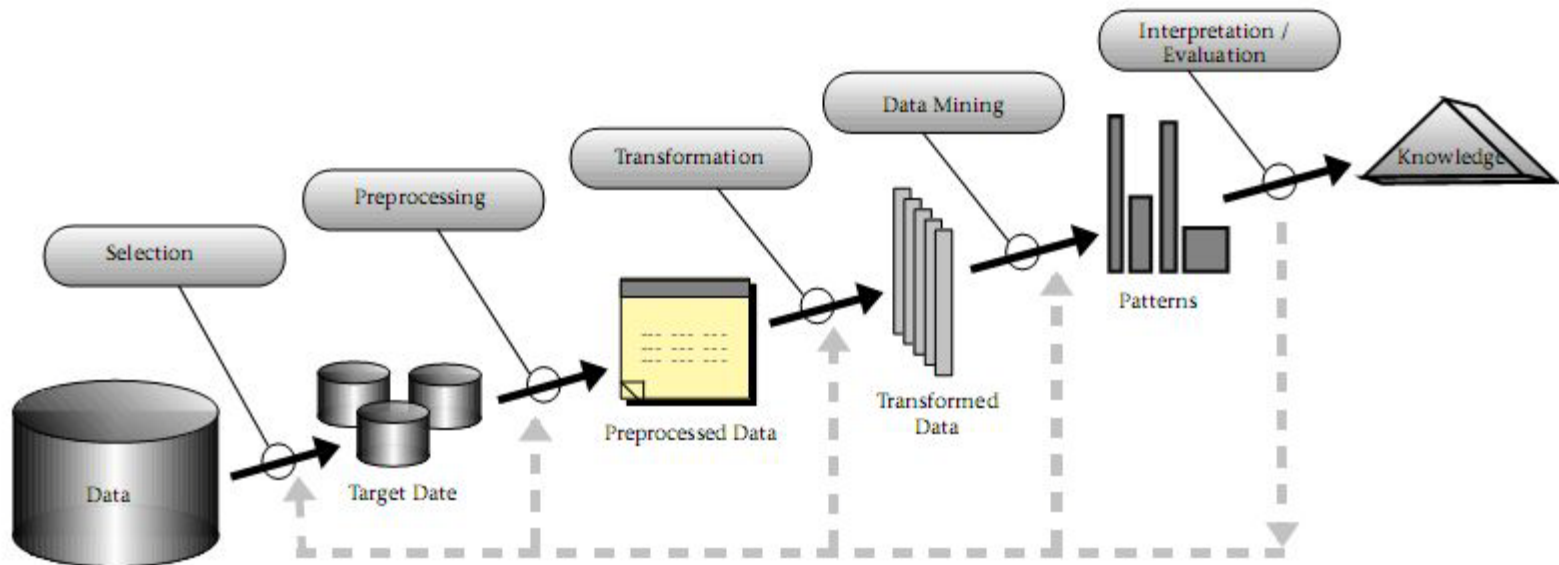 Interpretation /
Evaluation
Data Mining
Transformation
Preprocessing
Selection
Knowledge
Patterns
Transformed
Data
Preprocessed Data
Target Date
Data